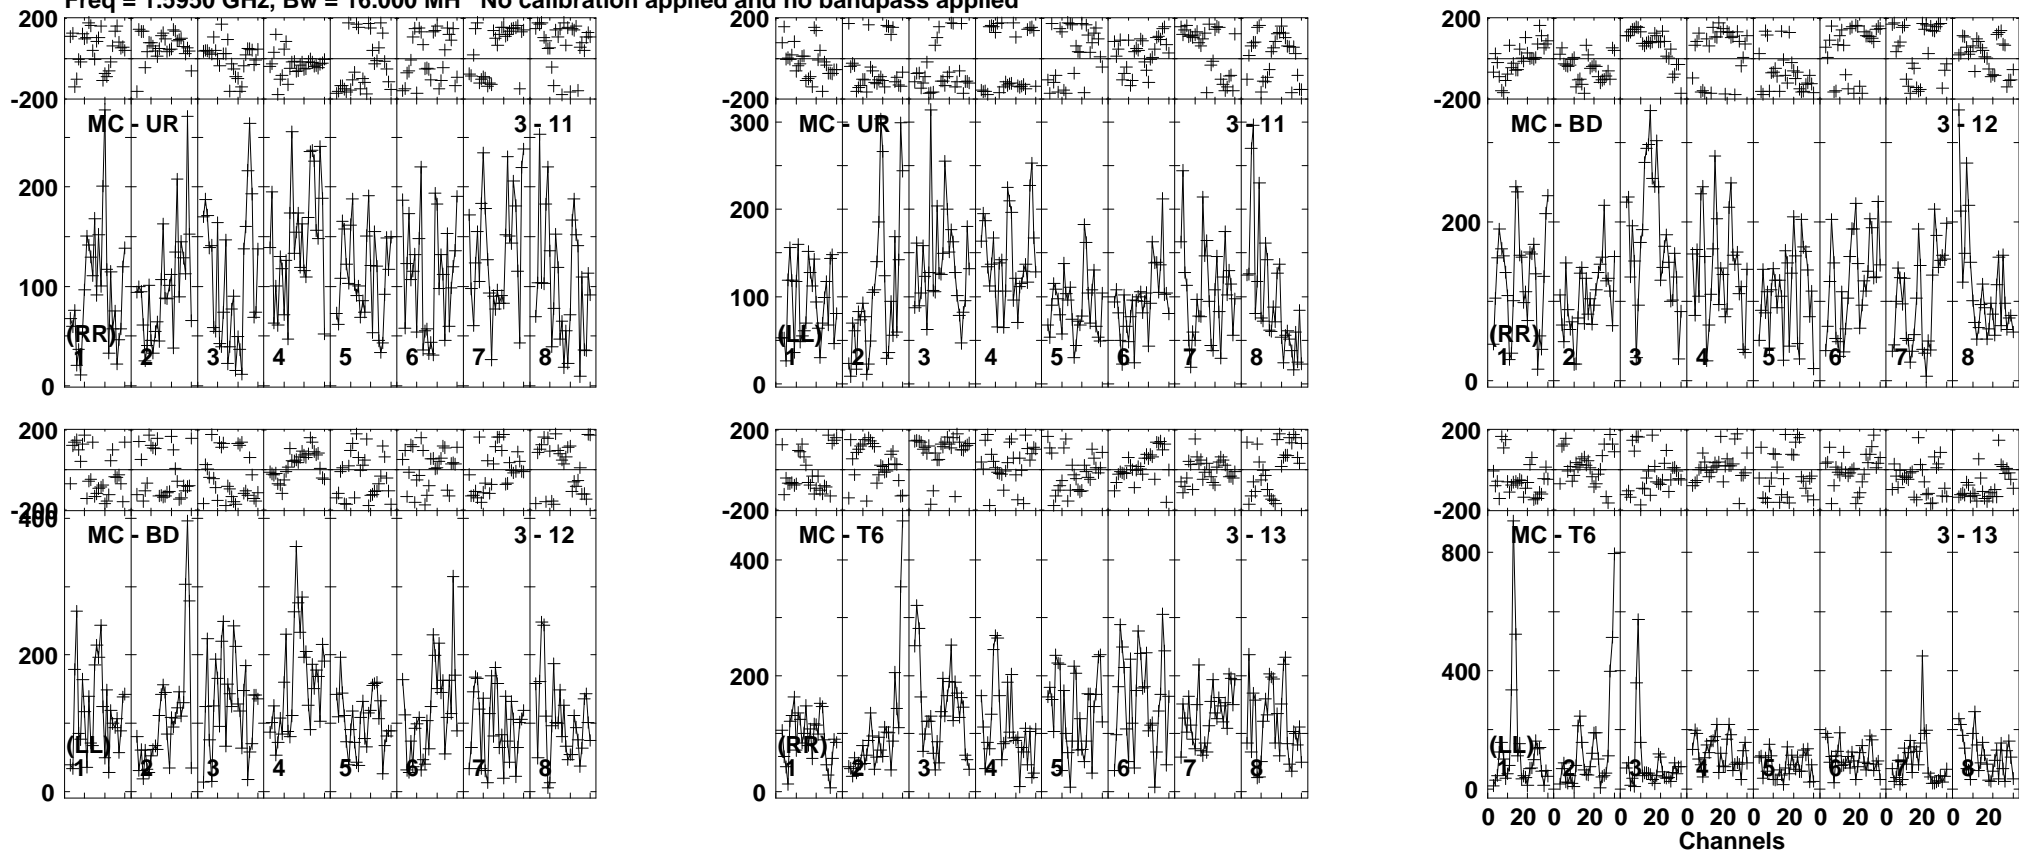 Freq = 1.5950 GHz, Bw = 16.000 MH No calibration applied and no bandpass applied
200
-200
MC - UR 3 - 11
200
100
0
(RR)
1 2 3 4 5 6 7 8
200
-200
MC - UR 3 - 11
300
200
100
0
(LL)
1 2 3 4 5 6 7 8
200
-200
MC - BD 3 - 12
200
0
(RR)
1 2 3 4 5 6 7 8
200
-200
400
MC - BD 3 - 12
200
0
(LL)
1 2 3 4 5 6 7 8
200
-200
MC - T6 3 - 13
400
200
0
(RR)
1 2 3 4 5 6 7 8
200
-200
MC - T6 3 - 13
800
400
0
(LL)
1 2 3 4 5 6 7 8
0 20 0 20 0 20 0 20 0 20 0 20 0 20 0 20
Channels